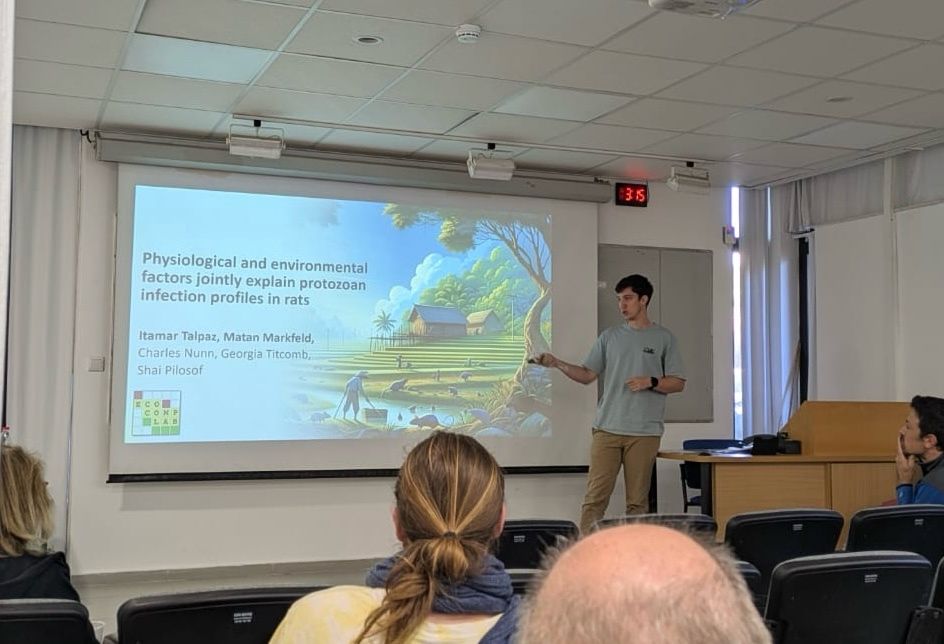 3:15
Physiological and environmental
factors jointly explain protozoan
infection profiles in rats
Itamar Talpaz, Matan Markfeld,
Charles Nunn, Georgia Titcomb,
Shai Pilosof
ECO
COMP
LAB